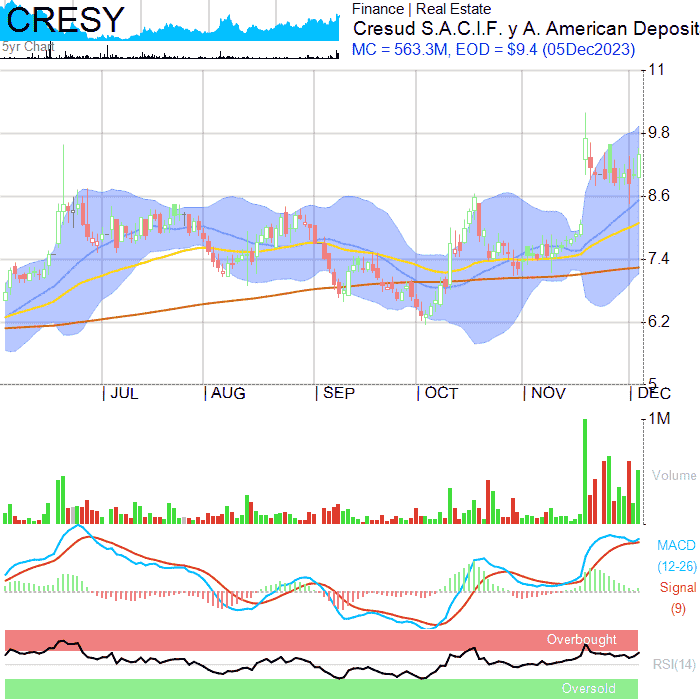 CRESY
Finance | Real Estate
Cresud S.A.C.I.F. y A. American Deposit
MC = 563.3M, EOD = $9.4 (05Dec2023)
5yr Chart
11
9.8
8.6
7.4
6.2
5
JUL AUG SEP OCT NOV DEC
1M
Volume
MACD
(12-26)
Signal
(9)
Overbought
RSI(14)
Oversold